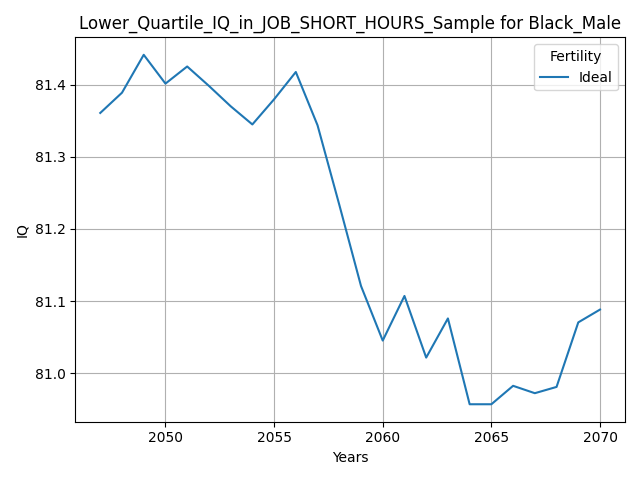 Lower_Quartile_IQ_in_JOB_SHORT_HOURS_Sample for Black_Male
Fertility
Ideal
81.4
81.3
81.2
81.1
81.0
IQ
2050 2055 2060 2065 2070
Years